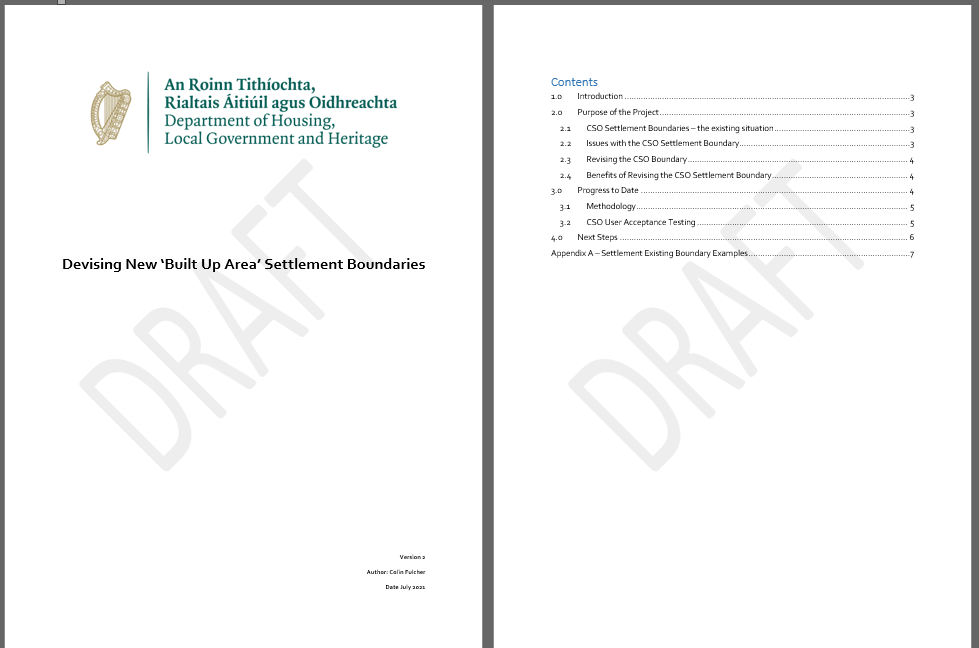 An Roinn Tithíochta,
Rialtais Áitiúil agus Oidhreachta
Department of Housing,
Local Government and Heritage
DRAFT
Devising New ‘Built Up Area’ Settlement Boundaries
Version 2
Author: Colin Fulcher
Date July 2021
Contents
1.0 Introduction 3
2.0 Purpose of the Project 3
2.1 CSO Settlement Boundaries – the existing situation 3
2.2 Issues with the CSO Settlement Boundary 3
2.3 Revising the CSO Boundary 4
2.4 Benefits of Revising the CSO Settlement Boundary 4
3.0 Progress to Date 4
3.1 Methodology 5
3.2 CSO User Acceptance Testing 5
4.0 Next Steps 6
Appendix A – Settlement Existing Boundary Examples 7
DRAFT